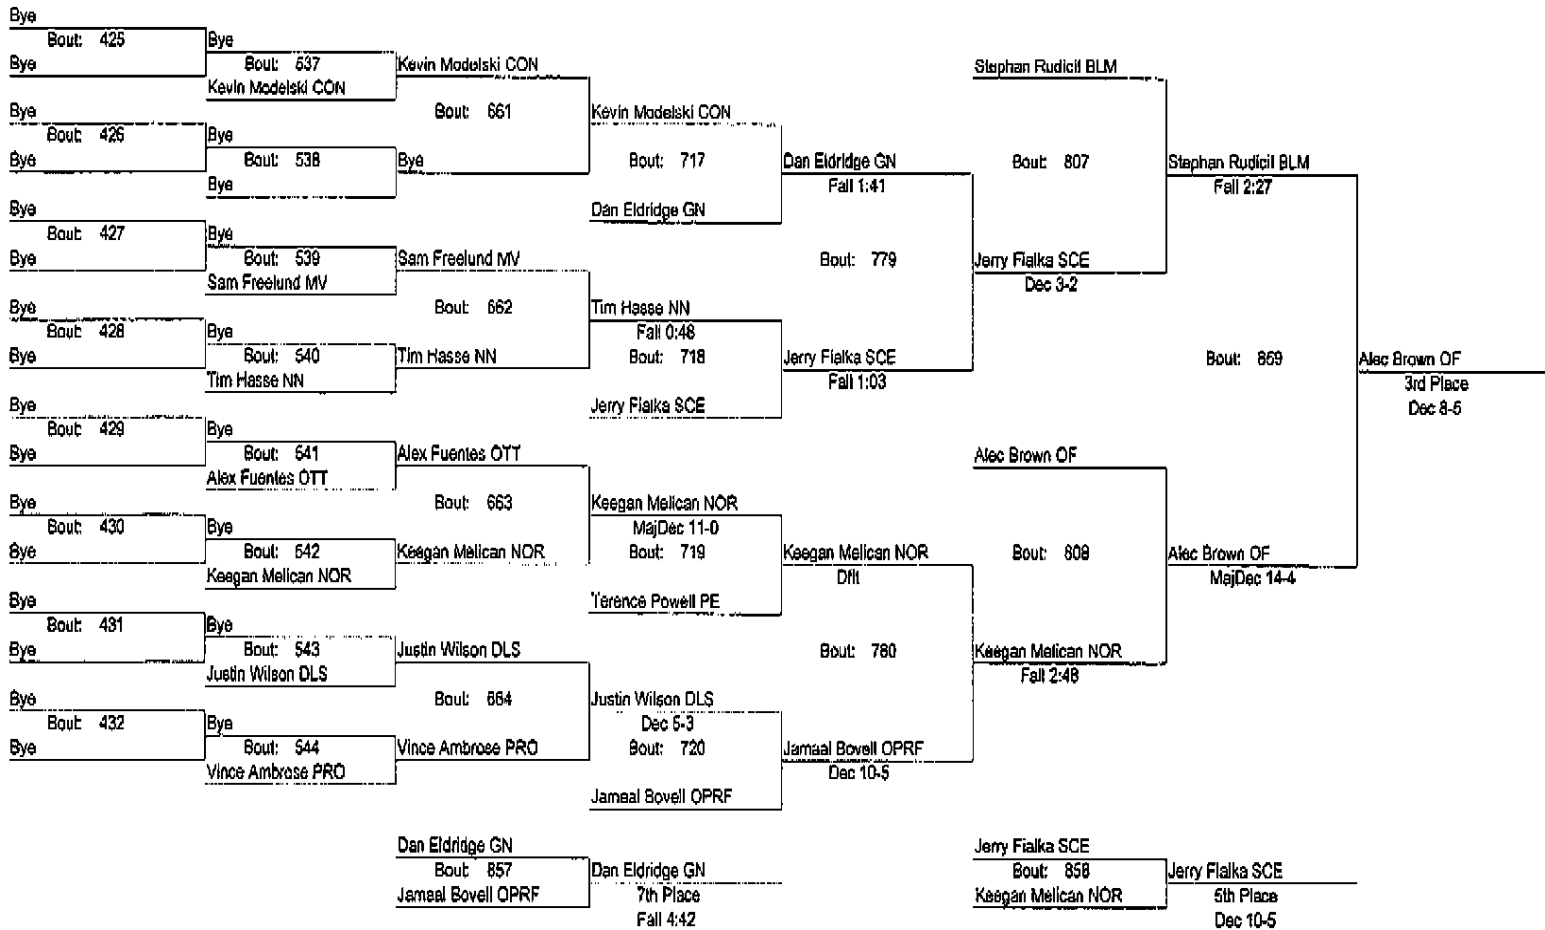 Bye
Bout: 425
Bye
Bye
Bout: 537
Kevin Modelski CON
Kevin Modelski CON
Bye
Bout: 426
Bye
Bye
Bout: 538
Bye
Bout: 661
Bye
Kevin Modelski CON
Bout: 717
Dan Eldridge GN
Dan Eldridge GN
Fall 1:41
Bye
Bout: 427
Bye
Bye
Bout: 539
Sam Freelund MV
Sam Freelund MV
Bye
Bout: 428
Bye
Bye
Bout: 540
Tim Hasse NN
Bout: 662
Tim Hasse NN
Tim Hasse NN
Fall 0:48
Bout: 718
Jerry Fialka SCE
Jerry Fialka SCE
Fall 1:03
Bout: 779
Stephan Rudicil BLM
Bout: 807
Jerry Fialka SCE
Dec 3-2
Stephan Rudicil BLM
Fall 2:27
Bye
Bout: 429
Bye
Bye
Bout: 541
Alex Fuentes OTT
Alex Fuentes OTT
Bye
Bout: 430
Bye
Bye
Bout: 542
Keegan Melican NOR
Bout: 663
Keegan Melican NOR
Keegan Melican NOR
MajDec 11-0
Bout: 719
Terence Powell PE
Keegan Melican NOR
Dflt
Bye
Bout: 431
Bye
Bye
Bout: 543
Justin Wilson DLS
Justin Wilson DLS
Bye
Bout: 432
Bye
Bye
Bout: 544
Vince Ambrose PRO
Bout: 664
Vince Ambrose PRO
Justin Wilson DLS
Dec
Bout: 720
Jamaal Bovell OPRF
Jamaal Bovell OPRF
Dec 10-5
Bout: 780
Alec Brown OF
Bout: 808
Keegan Melican NOR
Fall 2:48
Alec Brown OF
MajDec 14-4
Bout: 859
Alec Brown OF
3rd Place
Dec 8-5
Dan Eldridge GN
Bout: 857
Jamaal Bovell OPRF
Dan Eldridge GN
7th Place
Fall 4:42
Jerry Fialka SCE
Bout: 858
Keegan Melican NOR
Jerry Fialka SCE
5th Place
Dec 10-5